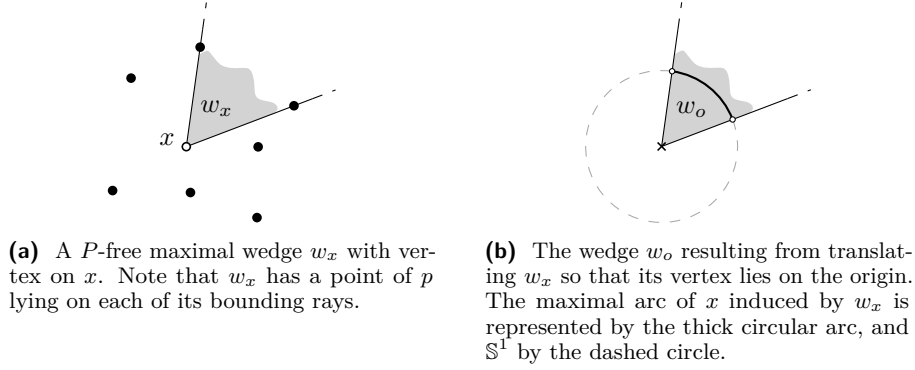 w_x
x
w_o
(a) A P-free maximal wedge w_x with ver-
tex on x. Note that w_x has a point of p
lying on each of its bounding rays.
(b) The wedge w_o resulting from translat-
ing w_x so that its vertex lies on the origin.
The maximal arc of x induced by w_x is
represented by the thick circular arc, and
𝕊¹ by the dashed circle.